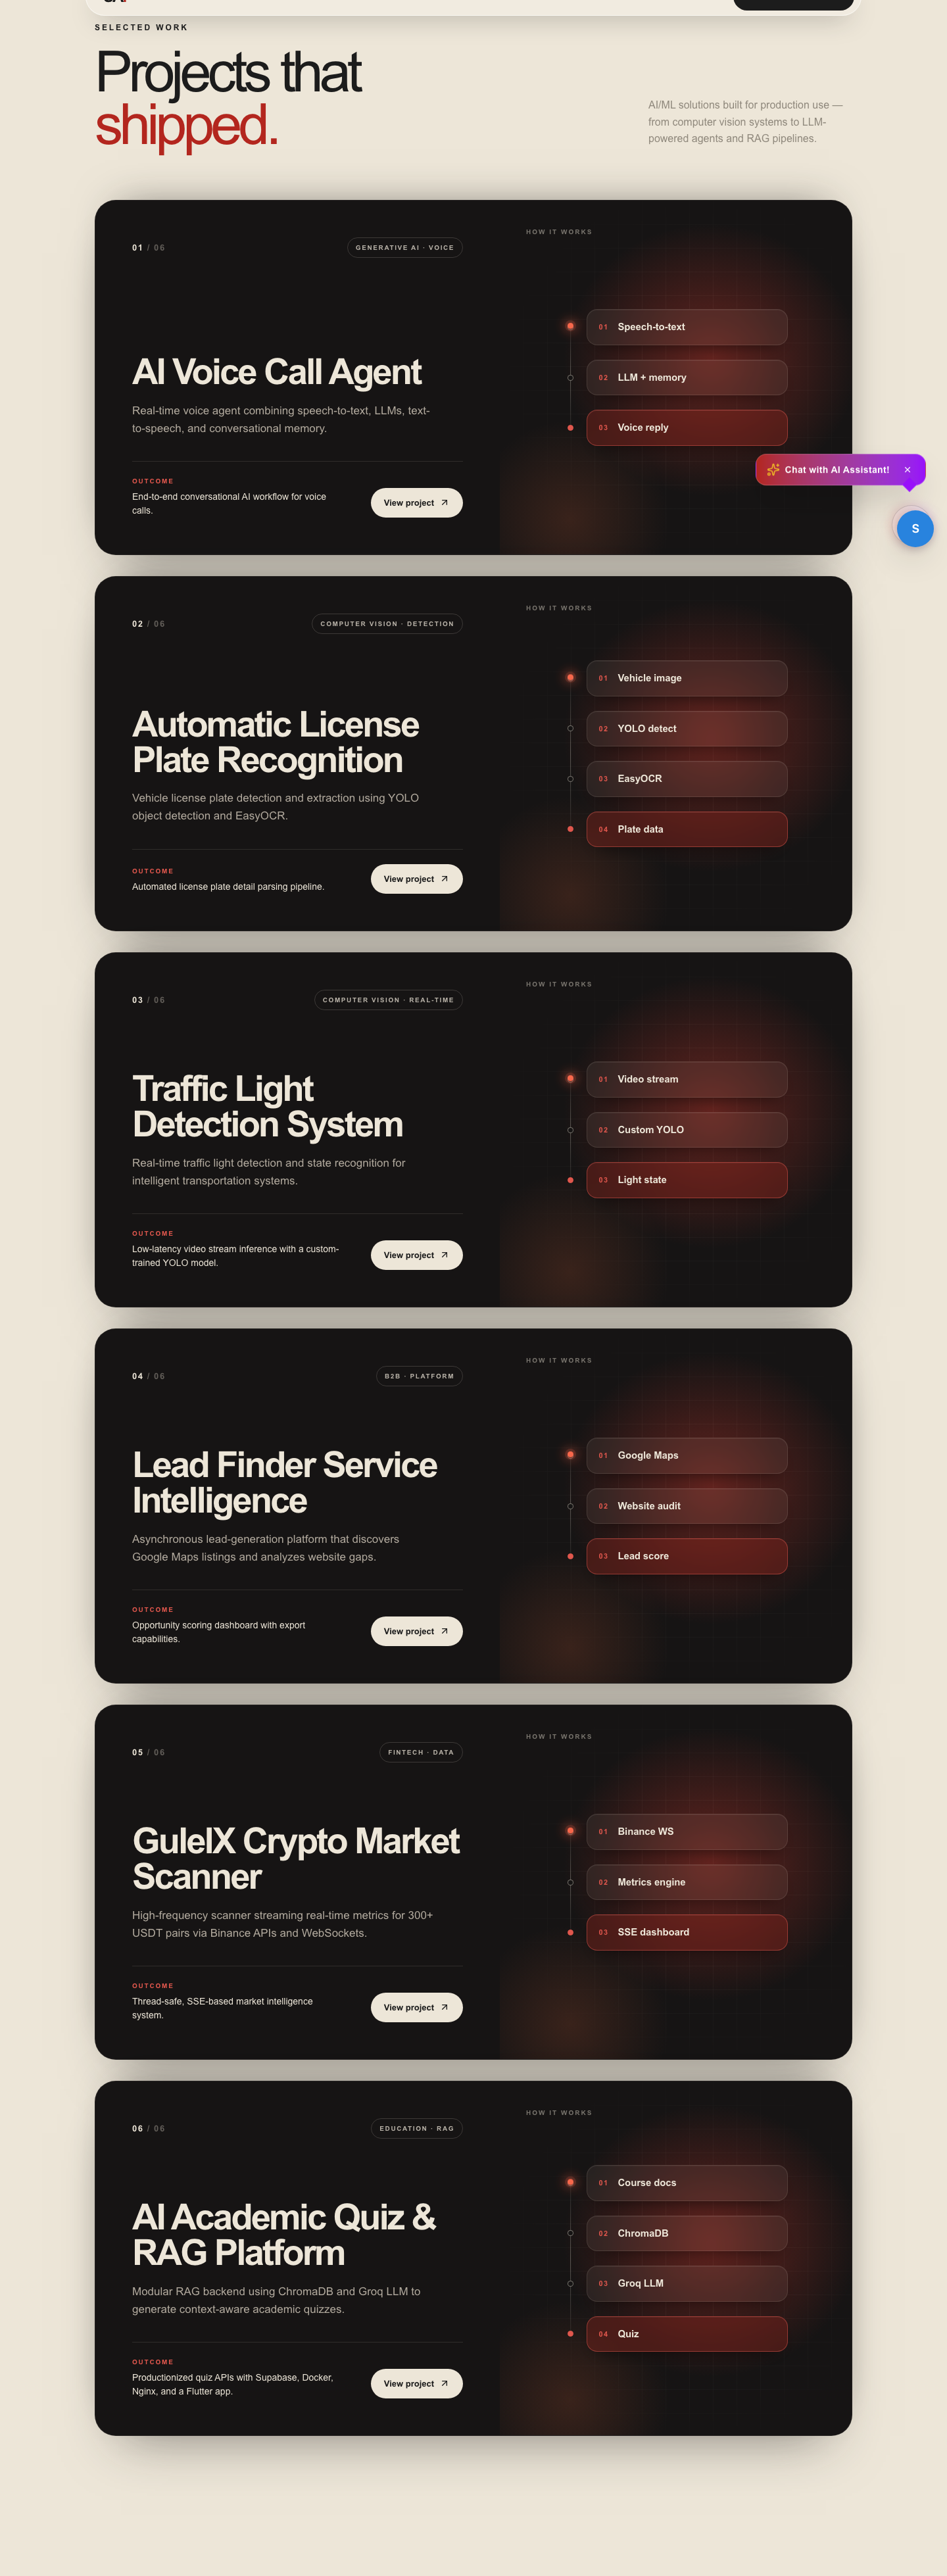 SELECTED WORK
Projects that
shipped.
AI/ML solutions built for production use —
from computer vision systems to LLM-
powered agents and RAG pipelines.
01 / 06
GENERATIVE AI · VOICE
AI Voice Call Agent
Real-time voice agent combining speech-to-text, LLMs, text-
to-speech, and conversational memory.
OUTCOME
End-to-end conversational AI workflow for voice
calls.
View project
HOW IT WORKS
01 Speech-to-text
02 LLM + memory
03 Voice reply
Chat with AI Assistant! ×
S
02 / 06
COMPUTER VISION · DETECTION
Automatic License
Plate Recognition
Vehicle license plate detection and extraction using YOLO
object detection and EasyOCR.
OUTCOME
Automated license plate detail parsing pipeline.
View project
HOW IT WORKS
01 Vehicle image
02 YOLO detect
03 EasyOCR
04 Plate data
03 / 06
COMPUTER VISION · REAL-TIME
Traffic Light
Detection System
Real-time traffic light detection and state recognition for
intelligent transportation systems.
OUTCOME
Low-latency video stream inference with a custom-
trained YOLO model.
View project
HOW IT WORKS
01 Video stream
02 Custom YOLO
03 Light state
04 / 06
B2B · PLATFORM
Lead Finder Service
Intelligence
Asynchronous lead-generation platform that discovers
Google Maps listings and analyzes website gaps.
OUTCOME
Opportunity scoring dashboard with export
capabilities.
View project
HOW IT WORKS
01 Google Maps
02 Website audit
03 Lead score
05 / 06
FINTECH · DATA
GulelX Crypto Market
Scanner
High-frequency scanner streaming real-time metrics for 300+
USDT pairs via Binance APIs and WebSockets.
OUTCOME
Thread-safe, SSE-based market intelligence
system.
View project
HOW IT WORKS
01 Binance WS
02 Metrics engine
03 SSE dashboard
06 / 06
EDUCATION · RAG
AI Academic Quiz &
RAG Platform
Modular RAG backend using ChromaDB and Groq LLM to
generate context-aware academic quizzes.
OUTCOME
Productionized quiz APIs with Supabase, Docker,
Nginx, and a Flutter app.
View project
HOW IT WORKS
01 Course docs
02 ChromaDB
03 Groq LLM
04 Quiz